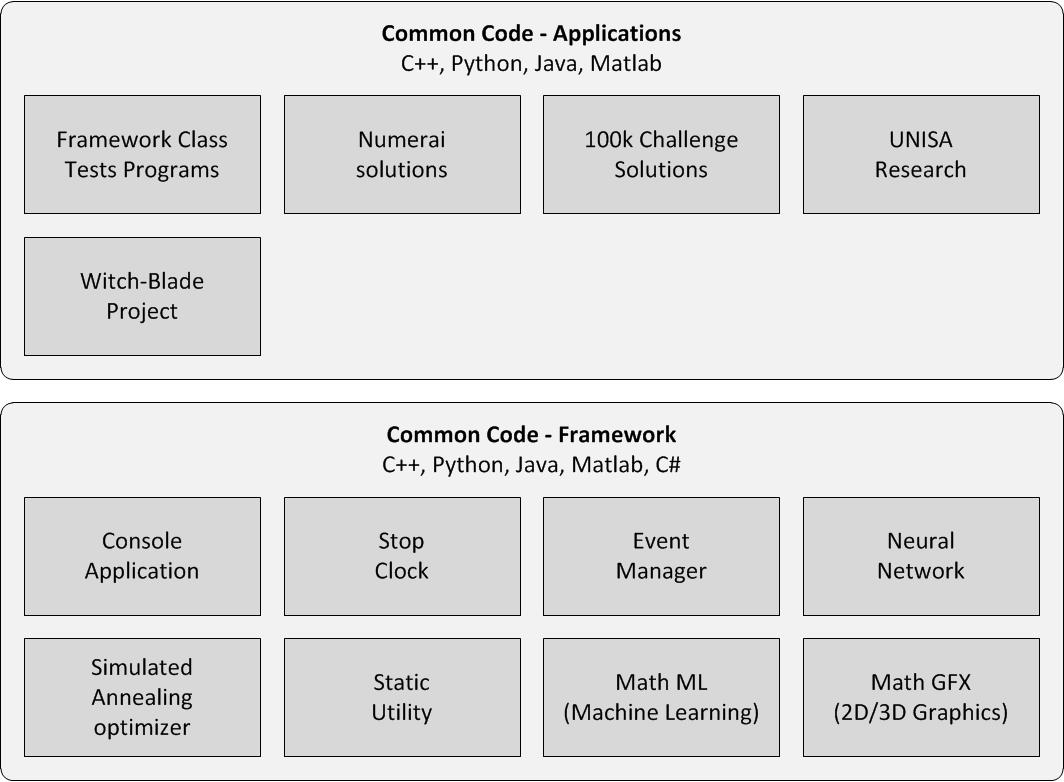 Common Code - Applications
C++, Python, Java, Matlab
Framework Class
Tests Programs
Numerai
solutions
100k Challenge
Solutions
UNISA
Research
Witch-Blade
Project
Common Code - Framework
C++, Python, Java, Matlab, C#
Console
Application
Stop
Clock
Event
Manager
Neural
Network
Simulated
Annealing
optimizer
Static
Utility
Math ML
(Machine Learning)
Math GFX
(2D/3D Graphics)